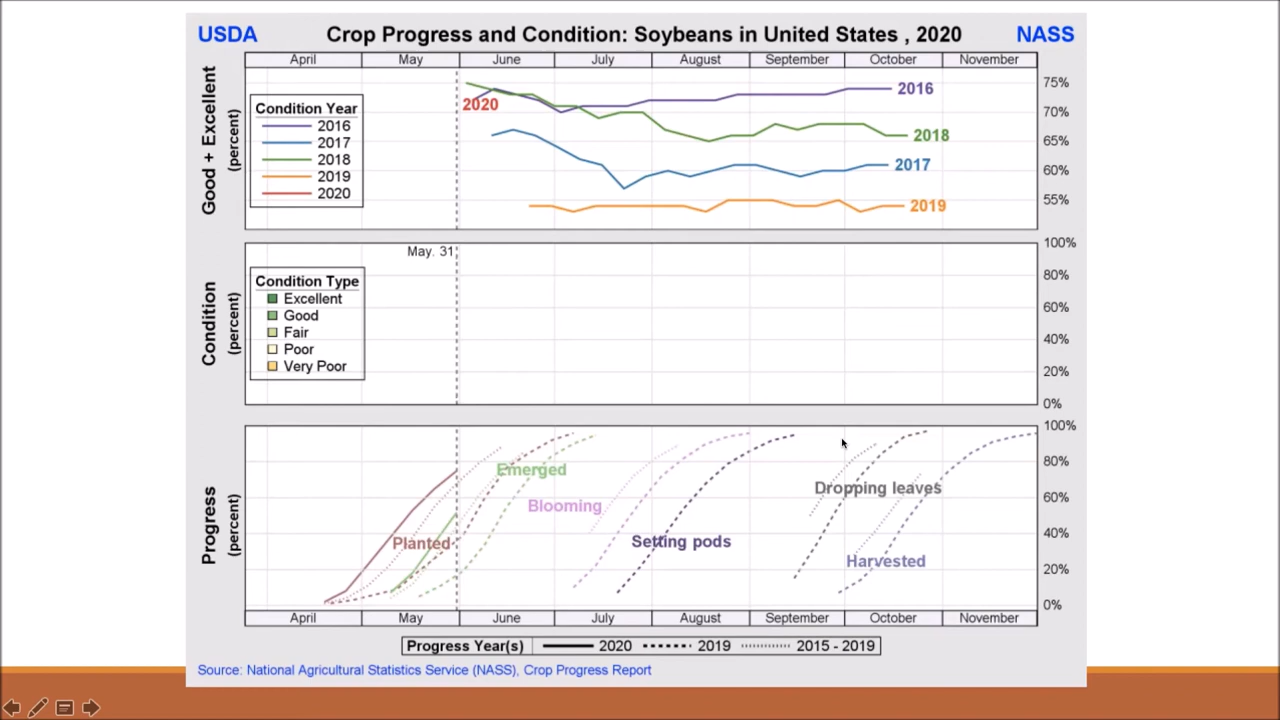 USDA
Crop Progress and Condition: Soybeans in United States , 2020
NASS
April May June July August September October November
Good + Excellent
(percent)
Condition Year
2016
2017
2018
2019
2020
2020
2016
2018
2017
2019
75%
70%
65%
60%
55%
Condition
(percent)
May. 31
Condition Type
Excellent
Good
Fair
Poor
Very Poor
100%
80%
60%
40%
20%
0%
Progress
(percent)
Planted
Emerged
Blooming
Setting pods
Dropping leaves
Harvested
100%
80%
60%
40%
20%
0%
April May June July August September October November
Progress Year(s) 2020 2019 2015 - 2019
Source: National Agricultural Statistics Service (NASS), Crop Progress Report